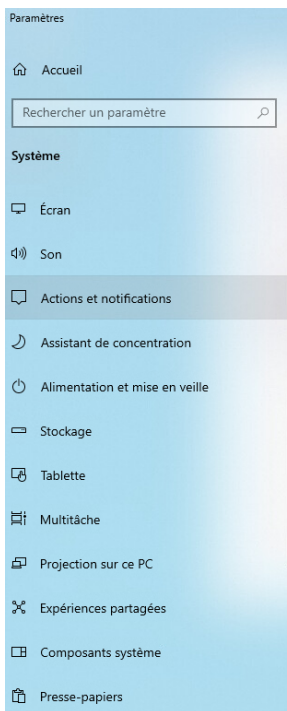 Paramètres
Accueil
Rechercher un paramètre
Système
Écran
Son
Actions et notifications
Assistant de concentration
Alimentation et mise en veille
Stockage
Tablette
Multitâche
Projection sur ce PC
Expériences partagées
Composants système
Presse-papiers